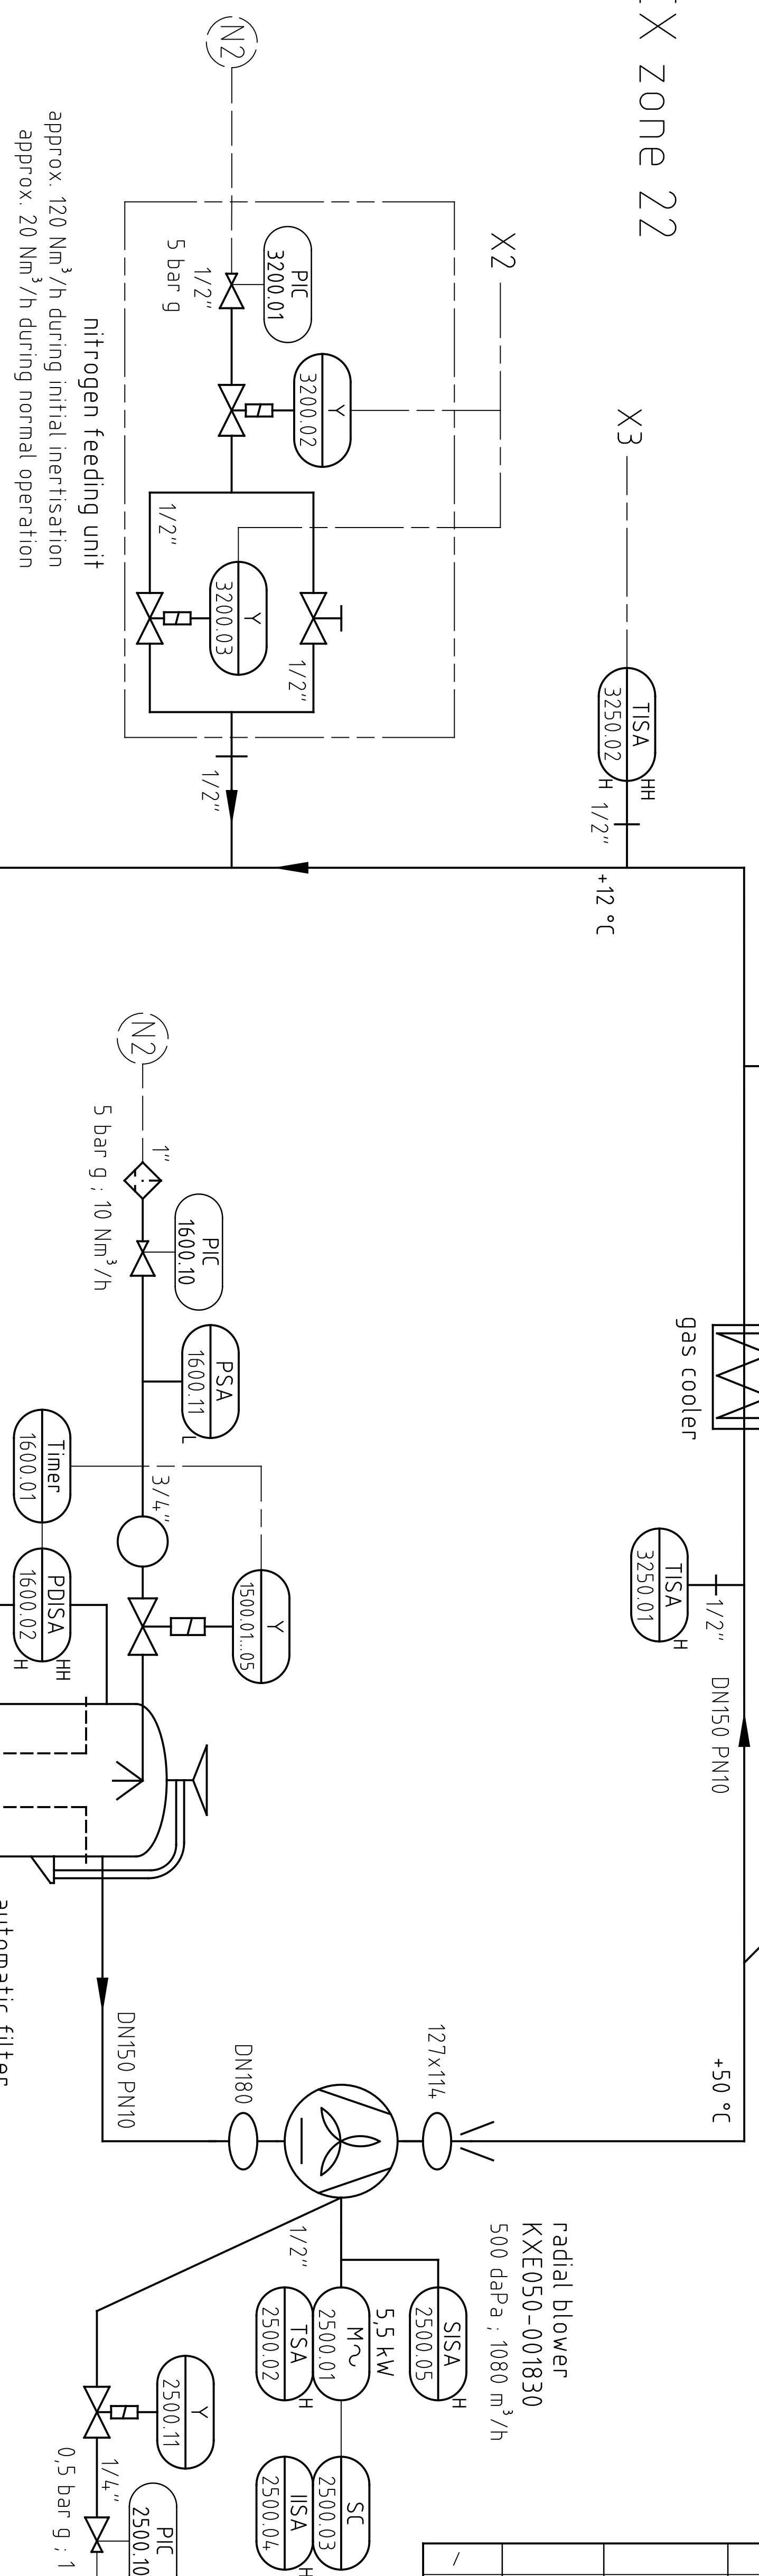 EX zone 22
X3
X2
N2
PIC
3200.01
1/2"
5 bar g
Y
3200.02
1/2"
Y
3200.03
1/2"
nitrogen feeding unit
approx. 120 Nm³/h during initial inertisation
approx. 20 Nm³/h during normal operation
1/2"
TISA
3250.02
HH
H
1/2"
+12 °C
N2
1"
5 bar g ; 10 Nm³/h
PIC
1600.10
PSA
1600.11
L
3/4"
Timer
1600.01
PDISA
1600.02
HH
H
Y
1500.01...05
gas cooler
TISA
3250.01
H
1/2"
DN150 PN10
+50 °C
automatic filter
DN150 PN10
DN180
127x114
radial blower
KXE050-001830
500 daPa ; 1080 m³/h
1/2"
SISA
2500.05
H
5,5 kW
M~
2500.01
TSA
2500.02
H
SC
2500.03
IISA
2500.04
H
Y
2500.11
1/4"
PIC
2500.10
0,5 bar g ; 1
/